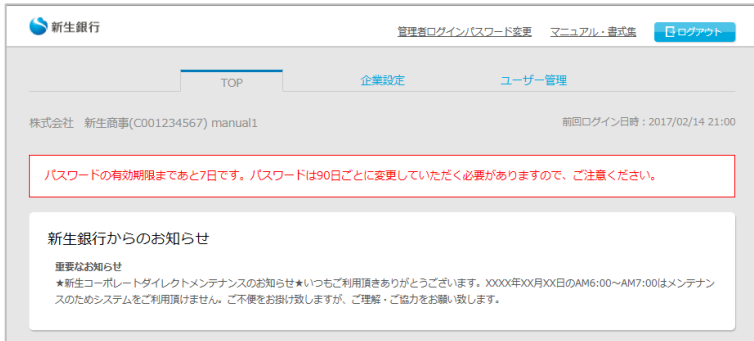 新生銀行
管理者ログインパスワード変更 マニュアル・書式集 ログアウト
TOP 企業設定 ユーザー管理
株式会社 新生商事(C001234567) manual1 前回ログイン日時:2017/02/14 21:00
パスワードの有効期限まであと7日です。パスワードは90日ごとに変更していただく必要がありますので、ご注意ください。
新生銀行からのお知らせ
重要なお知らせ
★新生コーポレートダイレクトメンテナンスのお知らせ★いつもご利用頂きありがとうございます。XXXX年XX月XX日のAM6:00~AM7:00はメンテナン
スのためシステムをご利用頂けません。ご不便をお掛け致しますが、ご理解・ご協力をお願い致します。